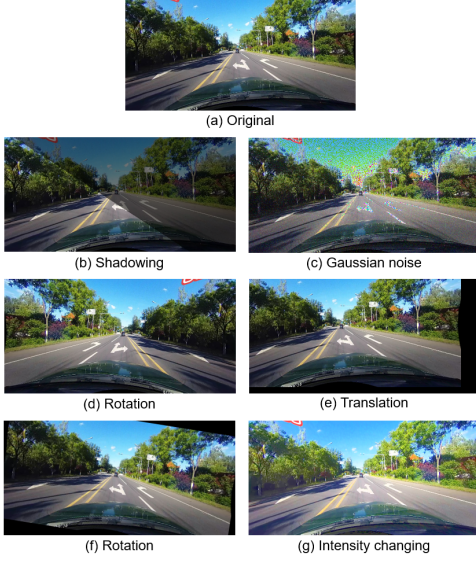 (a) Original
(b) Shadowing
(c) Gaussian noise
(d) Rotation
(e) Translation
(f) Rotation
(g) Intensity changing